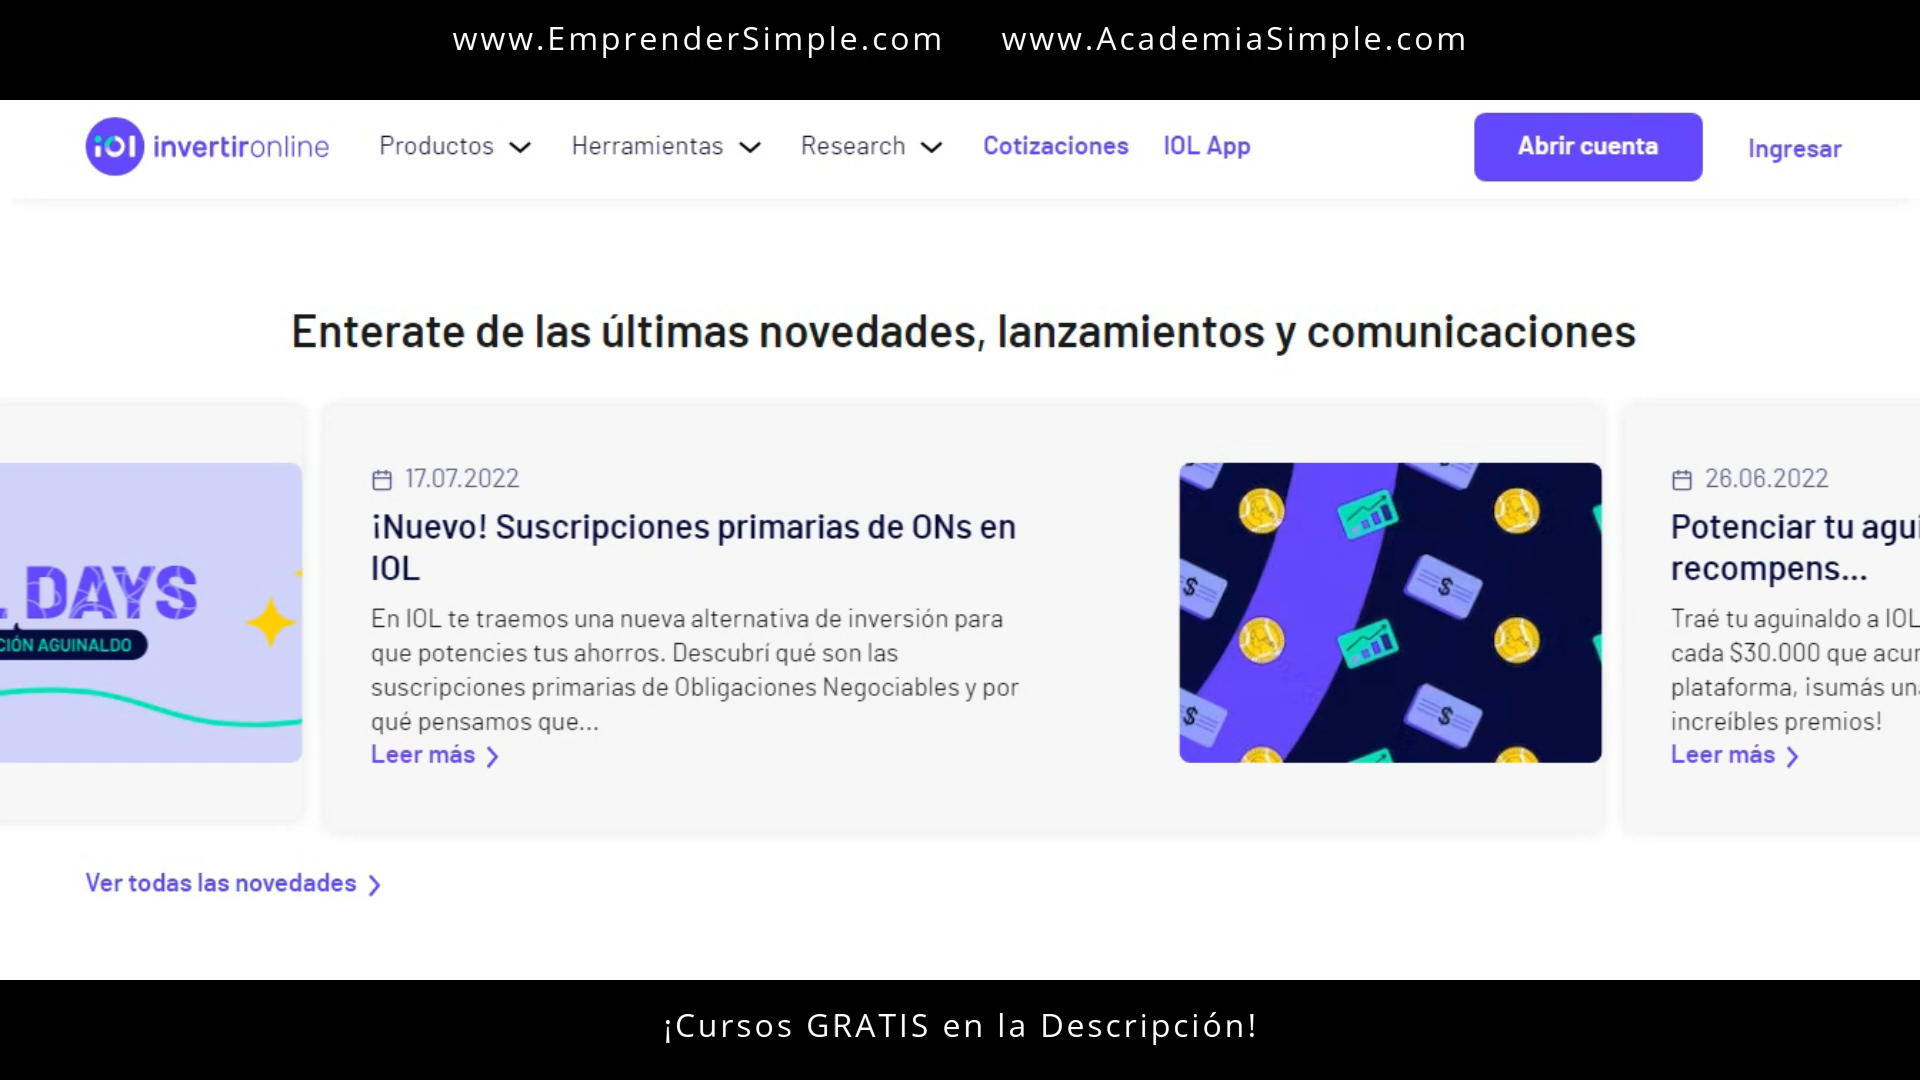 www.EmprenderSimple.com www.AcademiaSimple.com
iOl invertironline Productos Herramientas Research Cotizaciones IOL App Abrir cuenta Ingresar
Enterate de las últimas novedades, lanzamientos y comunicaciones
DAYS
AGUINALDO
17.07.2022
¡Nuevo! Suscripciones primarias de ONs en
IOL
En IOL te traemos una nueva alternativa de inversión para
que potencies tus ahorros. Descubrí qué son las
suscripciones primarias de Obligaciones Negociables y por
qué pensamos que...
Leer más
26.06.2022
Potenciar tu agui
recompens...
Traé tu aguinaldo a IOL
cada $30.000 que acu
plataforma, ¡sumás un
increíbles premios!
Leer más
Ver todas las novedades
¡Cursos GRATIS en la Descripción!